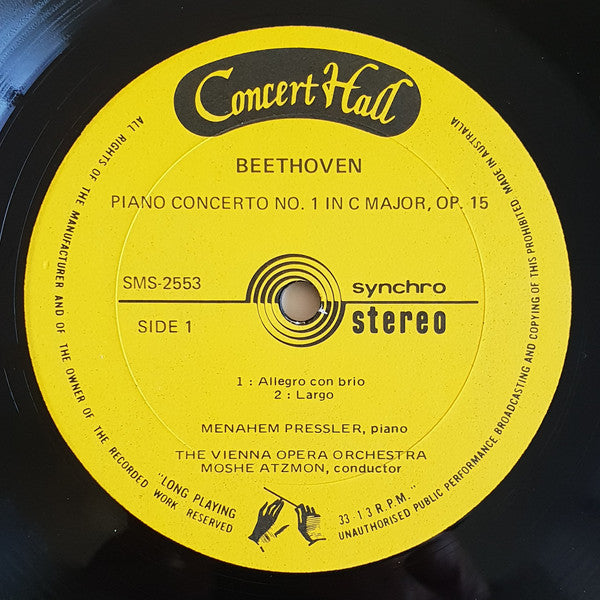 Concert Hall
BEETHOVEN
PIANO CONCERTO NO. 1 IN C MAJOR, OP. 15
SMS-2553
synchro
SIDE 1
stereo
1 : Allegro con brio
2 : Largo
MENAHEM PRESSLER, piano
THE VIENNA OPERA ORCHESTRA
MOSHE ATZMON, conductor
"LONG PLAYING
33 - 1 3 R.P.M."
ALL RIGHTS OF THE MANUFACTURER AND OF THE OWNER OF THE RECORDED WORK RESERVED
UNAUTHORISED PUBLIC PERFORMANCE BROADCASTING AND COPYING OF THIS PROHIBITED MADE IN AUSTRALIA